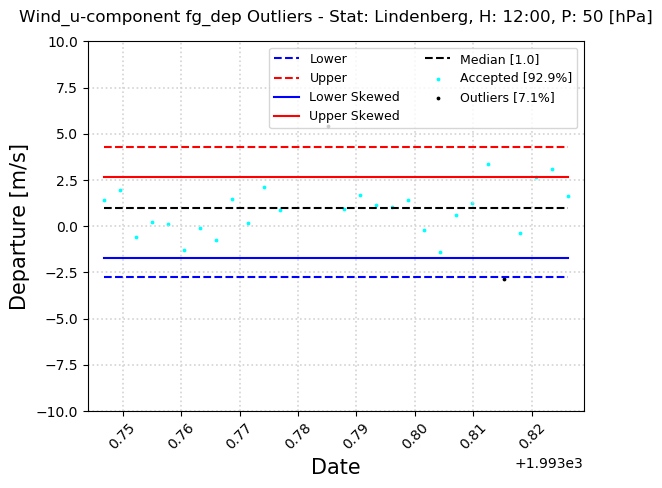 Wind_u-component fg_dep Outliers - Stat: Lindenberg, H: 12:00, P: 50 [hPa]
Departure [m/s]
10.0
7.5
5.0
2.5
0.0
−2.5
−5.0
−7.5
−10.0
Lower
Upper
Lower Skewed
Upper Skewed
Median [1.0]
Accepted [92.9%]
Outliers [7.1%]
0.75
0.76
0.77
0.78
0.79
0.80
0.81
0.82
+1.993e3
Date